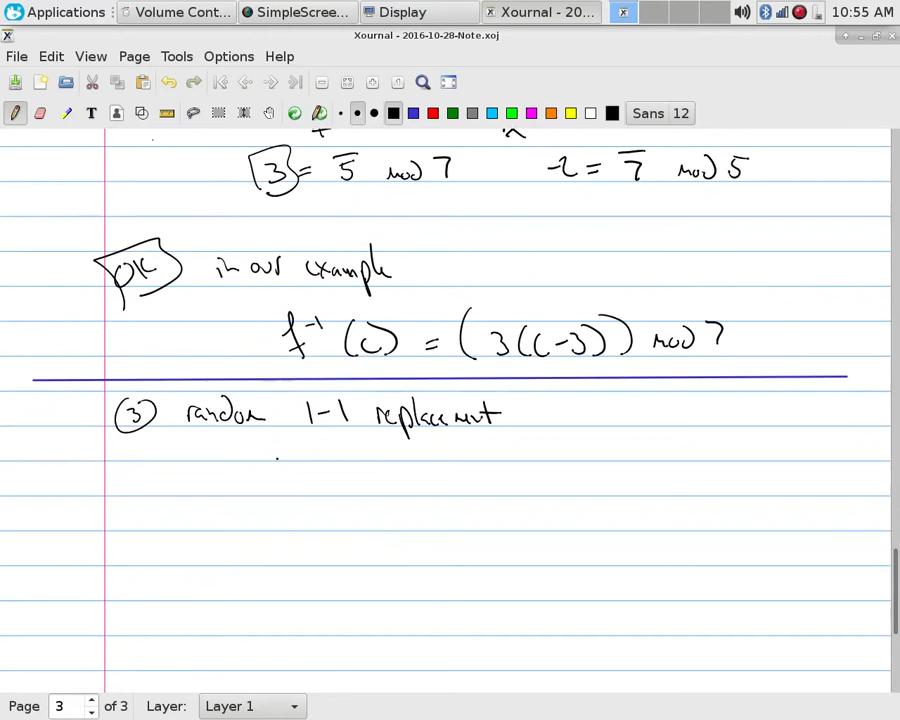 Applications Volume Cont... SimpleScree... Display Xournal - 20... 10:55 AM
Xournal - 2016-10-28-Note.xoj
File Edit View Page Tools Options Help
Sans 12
3 = 5̅ mod 7 -2 = 7̅ mod 5
OK in our example
f⁻¹(c) = (3(c-3)) mod 7
③ random 1-1 replacement
Page 3 of 3 Layer: Layer 1